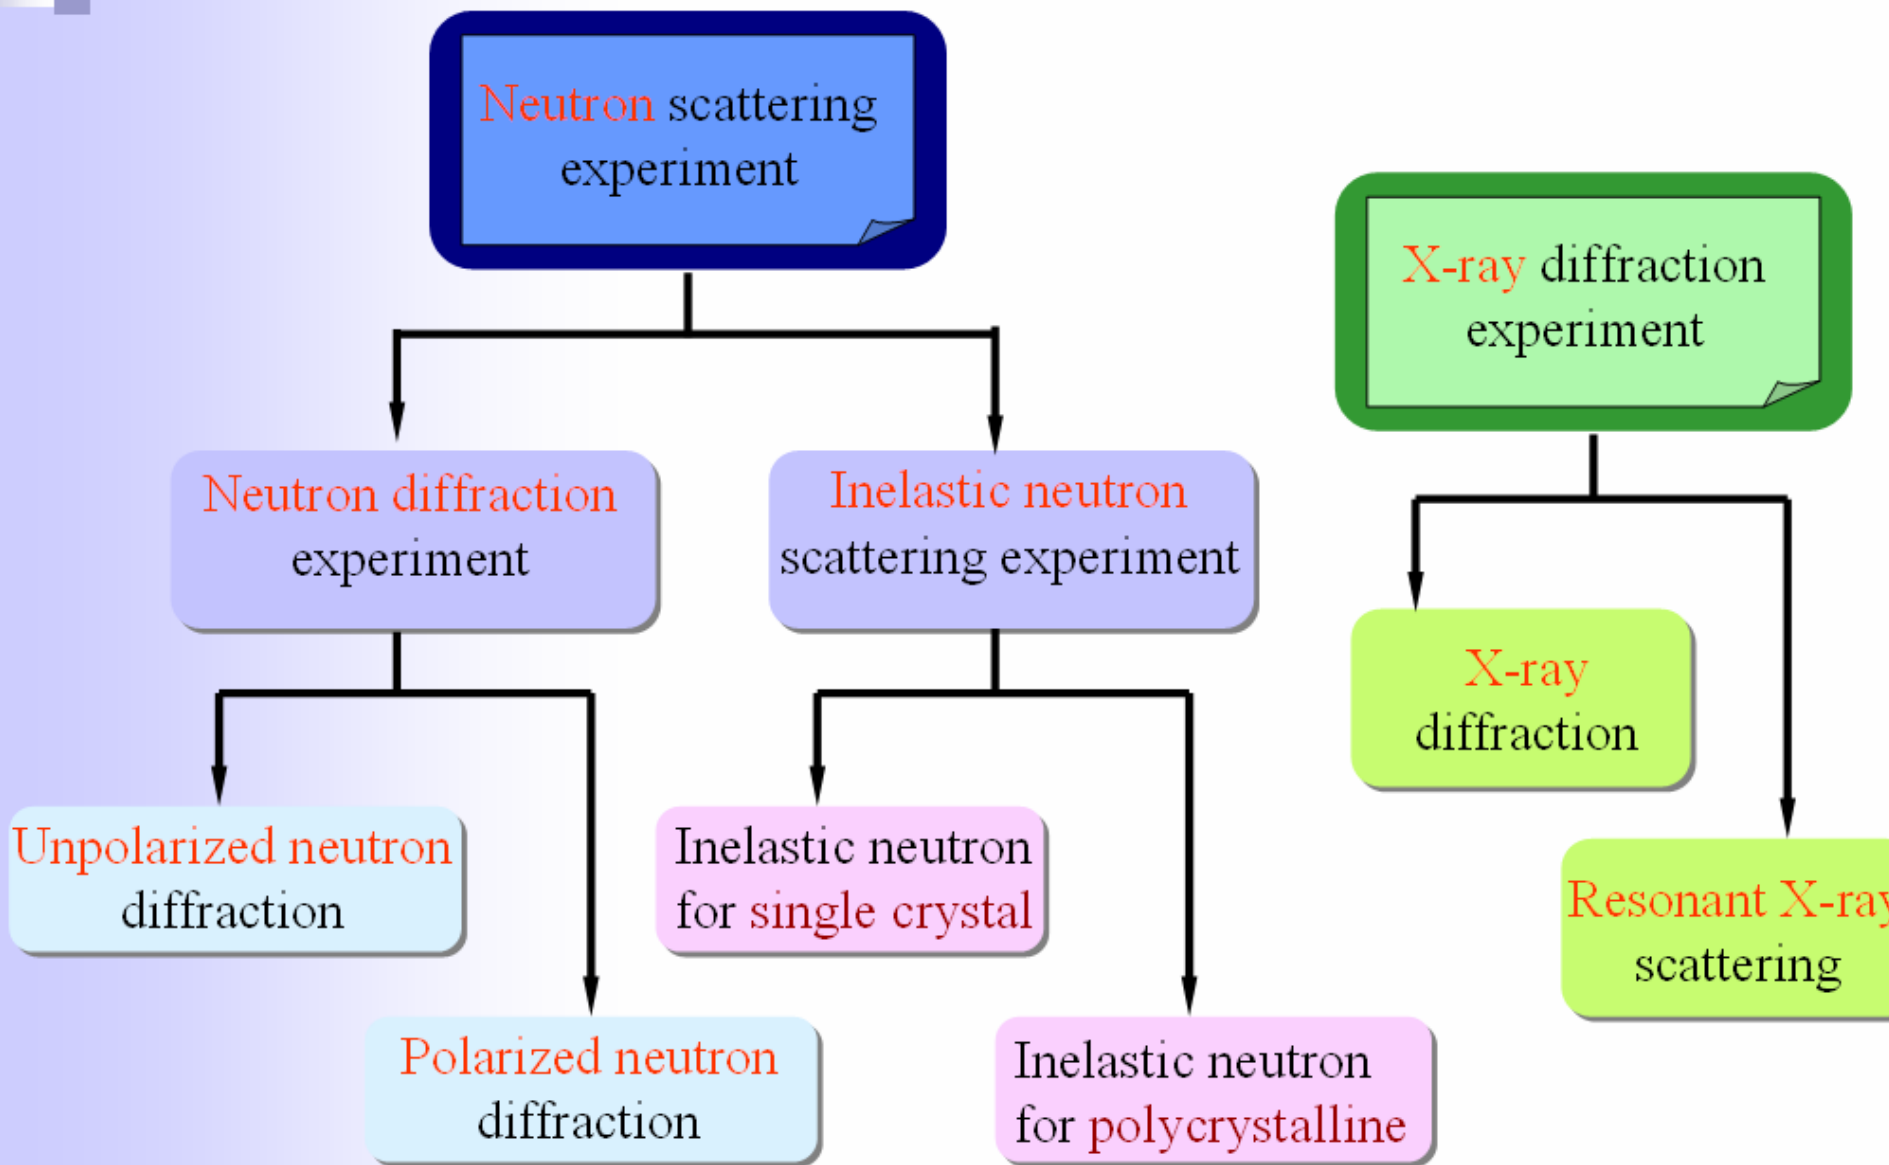 Neutron scattering
experiment
X-ray diffraction
experiment
Neutron diffraction
experiment
Inelastic neutron
scattering experiment
X-ray
diffraction
Unpolarized neutron
diffraction
Inelastic neutron
for single crystal
Resonant X-ray
scattering
Polarized neutron
diffraction
Inelastic neutron
for polycrystalline